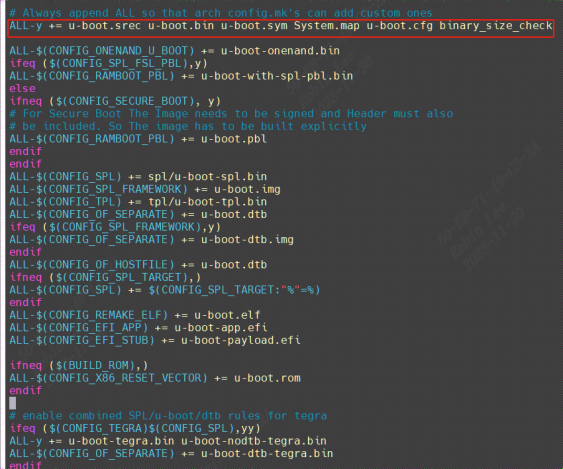 # Always append ALL so that arch config.mk's can add custom ones
ALL-y += u-boot.srec u-boot.bin u-boot.sym System.map u-boot.cfg binary_size_check
ALL-$(CONFIG_ONENAND_U_BOOT) += u-boot-onenand.bin
ifeq ($(CONFIG_SPL_FSL_PBL),y)
ALL-$(CONFIG_RAMBOOT_PBL) += u-boot-with-spl-pbl.bin
else
ifneq ($(CONFIG_SECURE_BOOT), y)
# For Secure Boot The Image needs to be signed and Header must also
# be included. So The image has to be built explicitly
ALL-$(CONFIG_RAMBOOT_PBL) += u-boot.pbl
endif
endif
ALL-$(CONFIG_SPL) += spl/u-boot-spl.bin
ALL-$(CONFIG_SPL_FRAMEWORK) += u-boot.img
ALL-$(CONFIG_TPL) += tpl/u-boot-tpl.bin
ALL-$(CONFIG_OF_SEPARATE) += u-boot.dtb
ifeq ($(CONFIG_SPL_FRAMEWORK),y)
ALL-$(CONFIG_OF_SEPARATE) += u-boot-dtb.img
endif
ALL-$(CONFIG_OF_HOSTFILE) += u-boot.dtb
ifneq ($(CONFIG_SPL_TARGET),)
ALL-$(CONFIG_SPL) += $(CONFIG_SPL_TARGET:"%"=%)
endif
ALL-$(CONFIG_REMAKE_ELF) += u-boot.elf
ALL-$(CONFIG_EFI_APP) += u-boot-app.efi
ALL-$(CONFIG_EFI_STUB) += u-boot-payload.efi
ifneq ($(BUILD_ROM),)
ALL-$(CONFIG_X86_RESET_VECTOR) += u-boot.rom
endif
# enable combined SPL/u-boot/dtb rules for tegra
ifeq ($(CONFIG_TEGRA)$(CONFIG_SPL),yy)
ALL-y += u-boot-tegra.bin u-boot-nodtb-tegra.bin
ALL-$(CONFIG_OF_SEPARATE) += u-boot-dtb-tegra.bin
endif